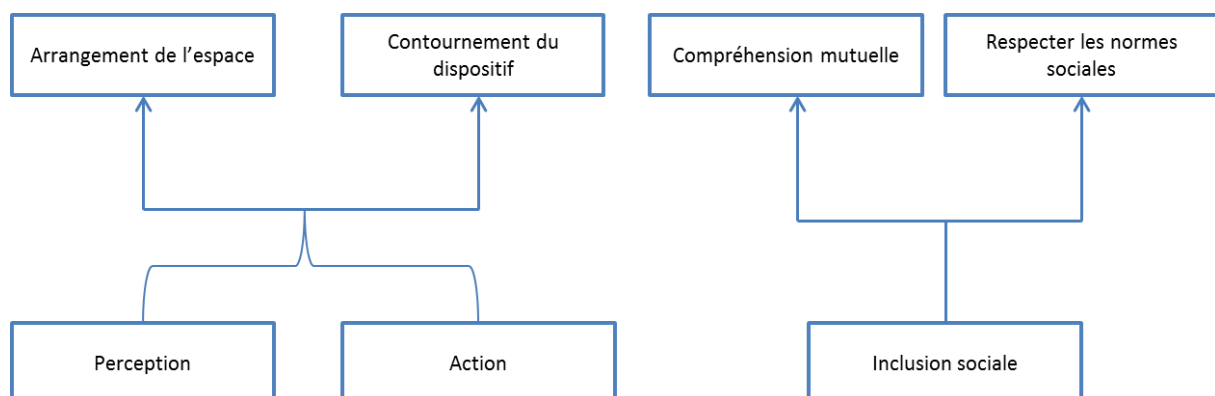 Arrangement de l’espace
Contournement du
dispositif
Compréhension mutuelle
Respecter les normes
sociales
Perception
Action
Inclusion sociale